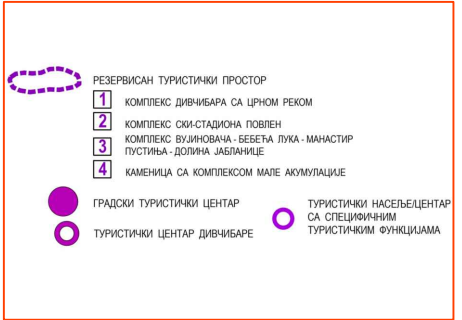 РЕЗЕРВИСАН ТУРИСТИЧКИ ПРОСТОР
1 КОМПЛЕКС ДИВЧИБАРА СА ЦРНОМ РЕКОМ
2 КОМПЛЕКС СКИ-СТАДИОНА ПОВЛЕН
3 КОМПЛЕКС ВУЈИНОВАЧА - БЕБЕЋА ЛУКА - МАНАСТИР
ПУСТИЊА - ДОЛИНА ЈАБЛАНИЦЕ
4 КАМЕНИЦА СА КОМПЛЕКСОМ МАЛЕ АКУМУЛАЦИЈЕ
ГРАДСКИ ТУРИСТИЧКИ ЦЕНТАР
ТУРИСТИЧКИ ЦЕНТАР ДИВЧИБАРЕ
ТУРИСТИЧКИ НАСЕЉЕ/ЦЕНТАР
СА СПЕЦИФИЧНИМ
ТУРИСТИЧКИМ ФУНКЦИЈАМА